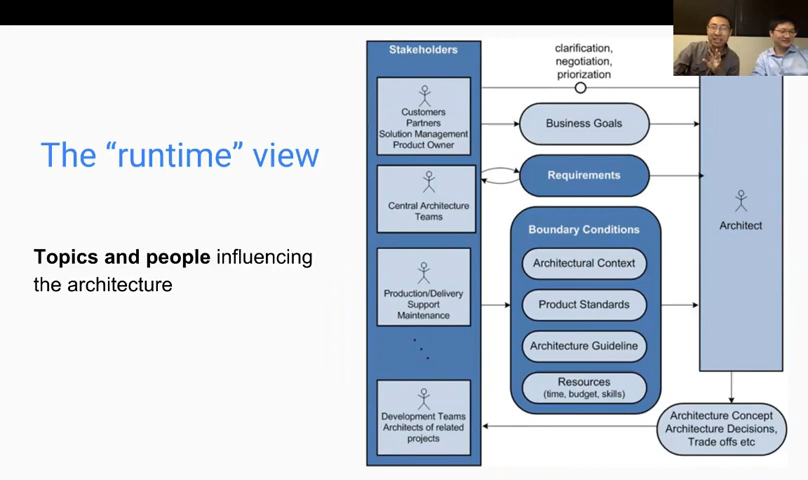 The “runtime” view
Topics and people influencing
the architecture
Stakeholders
Customers
Partners
Solution Management
Product Owner
Central Architecture
Teams
Production/Delivery
Support
Maintenance
Development Teams
Architects of related
projects
clarification,
negotiation,
priorization
Business Goals
Requirements
Boundary Conditions
Architectural Context
Product Standards
Architecture Guideline
Resources
(time, budget, skills)
Architect
Architecture Concept
Architecture Decisions,
Trade offs etc